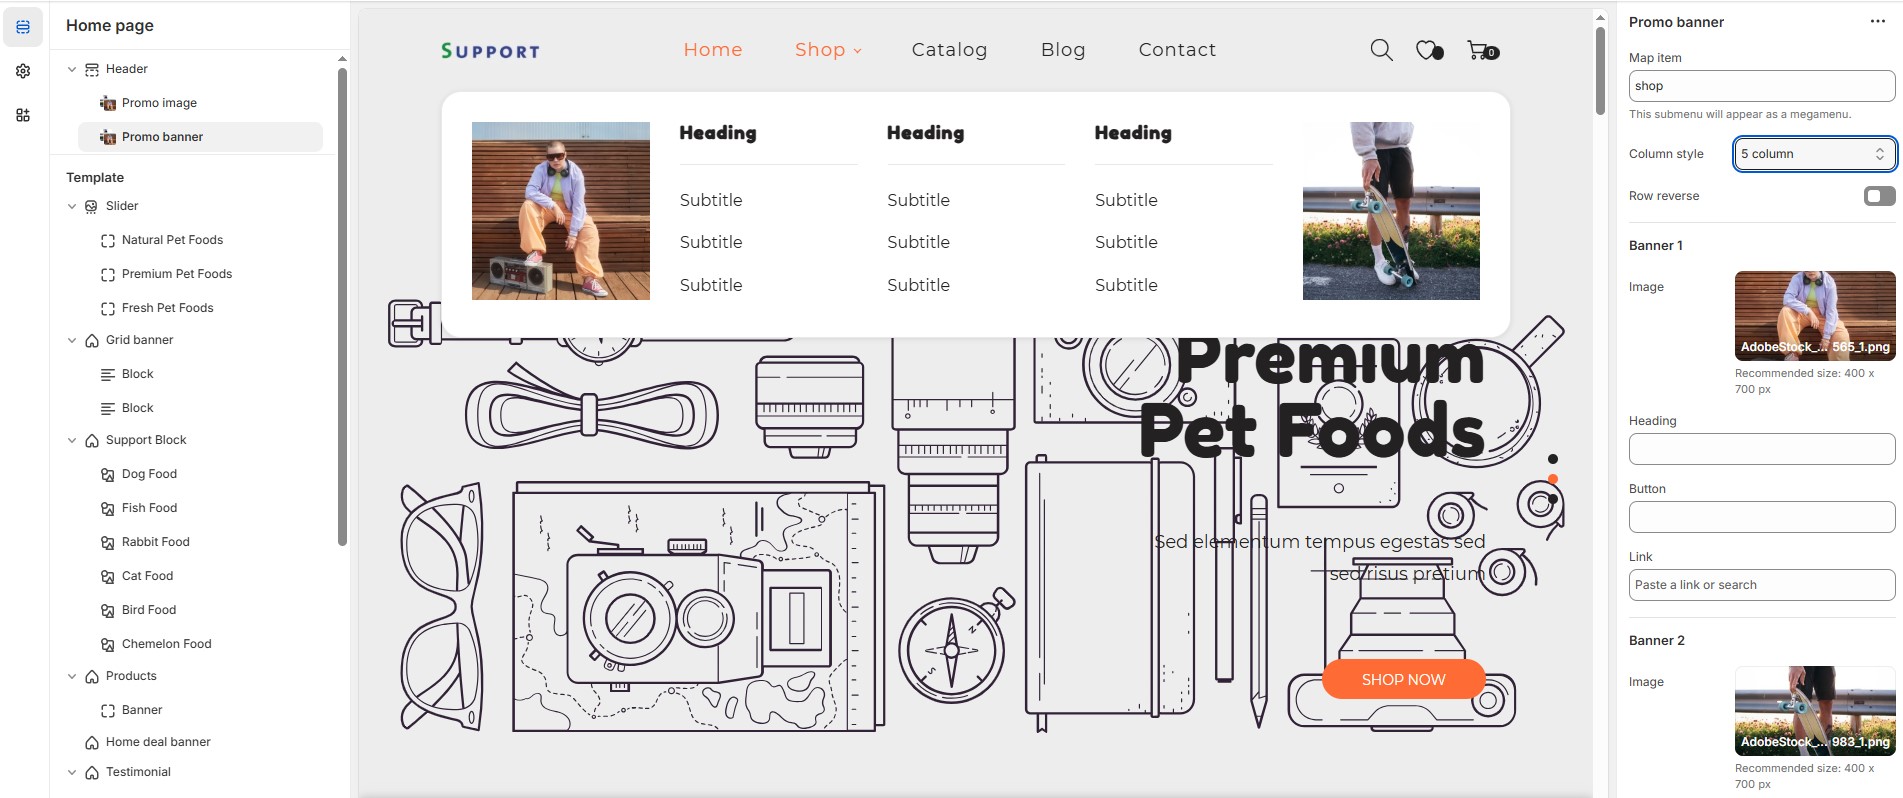 Home page
Header
Promo image
Promo banner
Template
Slider
Natural Pet Foods
Premium Pet Foods
Fresh Pet Foods
Grid banner
Block
Block
Support Block
Dog Food
Fish Food
Rabbit Food
Cat Food
Bird Food
Chemelon Food
Products
Banner
Home deal banner
Testimonial
SUPPORT
Home
Shop
Catalog
Blog
Contact
0
Heading
Subtitle
Subtitle
Subtitle
Heading
Subtitle
Subtitle
Subtitle
Heading
Subtitle
Subtitle
Subtitle
Premium
Pet Foods
Sed elementum tempus egestas sed
sed risus pretium
SHOP NOW
N
S
Promo banner
Map item
shop
This submenu will appear as a megamenu.
Column style
5 column
Row reverse
Banner 1
Image
AdobeStock_... 565_1.png
Recommended size: 400 x
700 px
Heading
Button
Link
Paste a link or search
Banner 2
Image
AdobeStock_... 983_1.png
Recommended size: 400 x
700 px